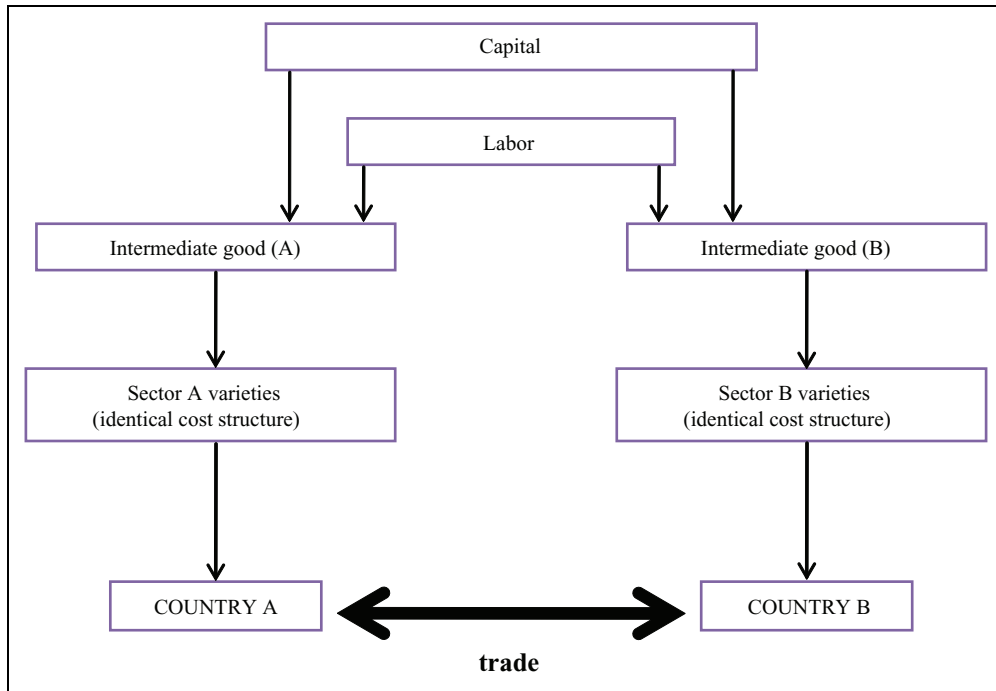 Capital
Labor
Intermediate good (A)
Intermediate good (B)
Sector A varieties
(identical cost structure)
Sector B varieties
(identical cost structure)
COUNTRY A
COUNTRY B
trade